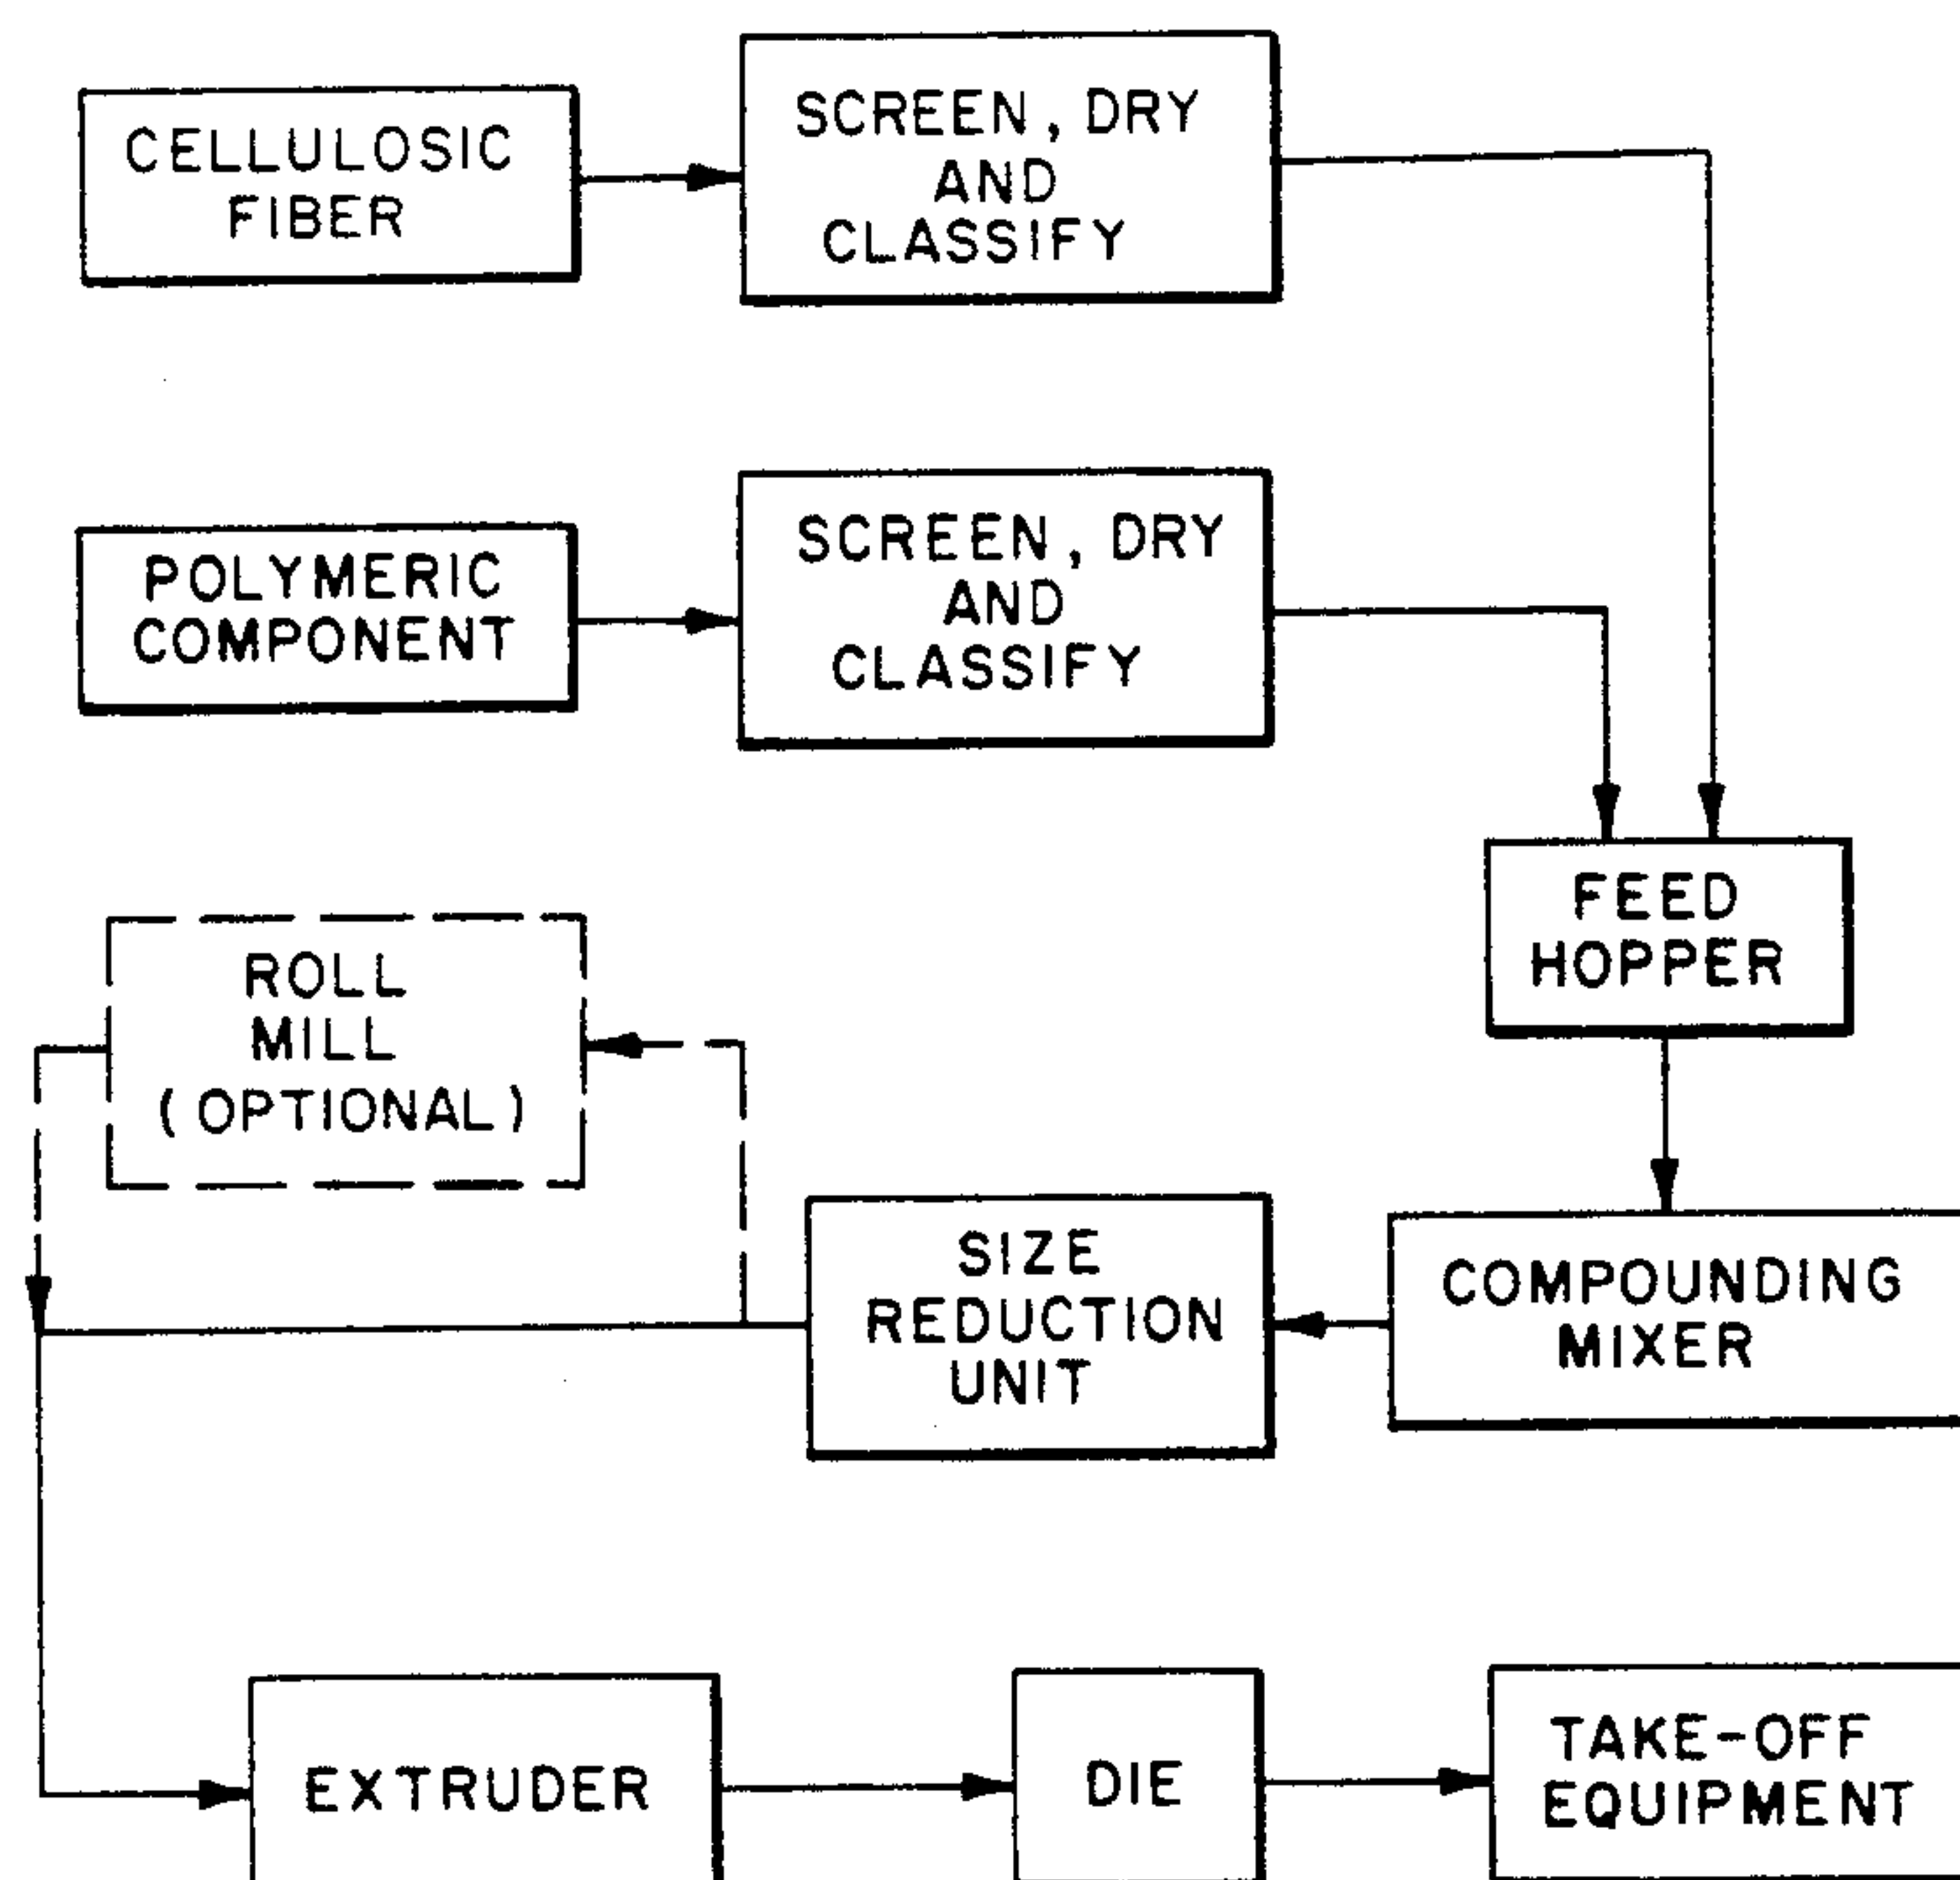 CELLULOSIC
FIBER
SCREEN, DRY
AND
CLASSIFY
POLYMERIC
COMPONENT
SCREEN, DRY
AND
CLASSIFY
FEED
HOPPER
ROLL
MILL
(OPTIONAL)
SIZE
REDUCTION
UNIT
COMPOUNDING
MIXER
EXTRUDER
DIE
TAKE-OFF
EQUIPMENT